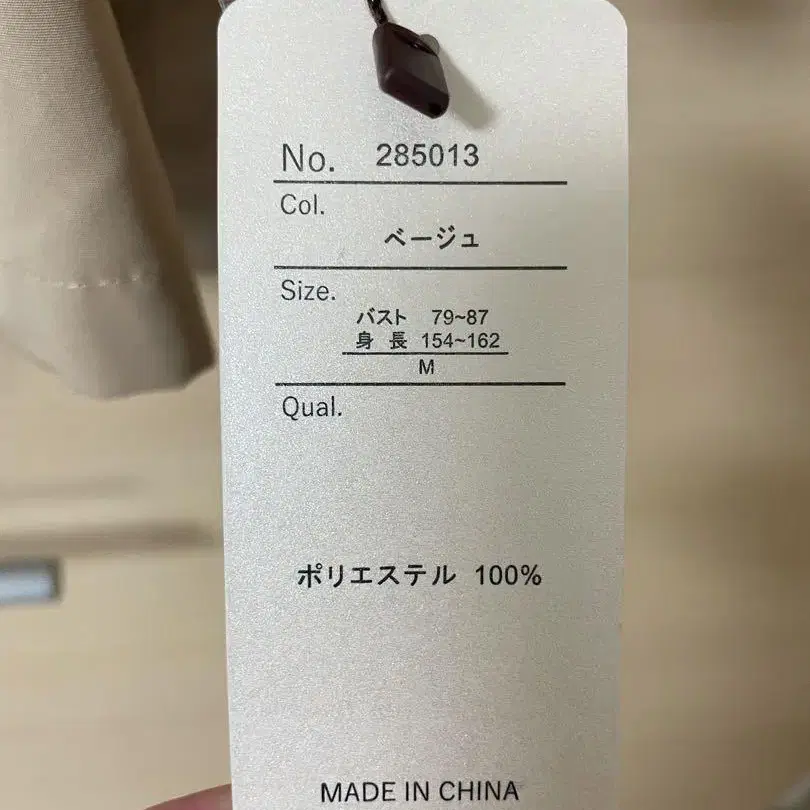 No. 285013
Col.
ベージュ
Size.
バスト 79~87
身 長 154~162
M
Qual.
ポリエステル 100%
MADE IN CHINA